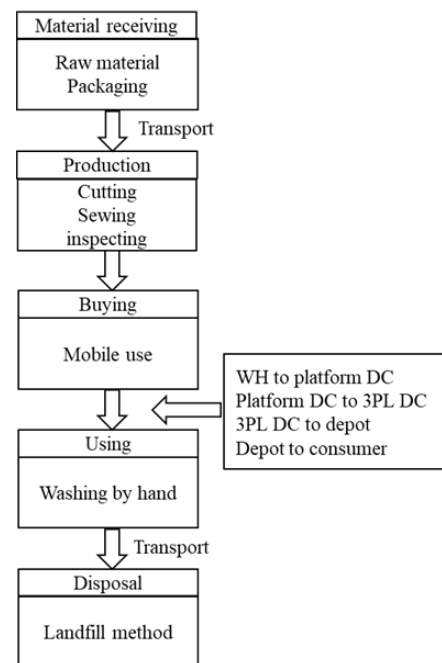 Material receiving
Raw material
Packaging
Transport
Production
Cutting
Sewing
inspecting
Buying
Mobile use
WH to platform DC
Platform DC to 3PL DC
3PL DC to depot
Depot to consumer
Using
Washing by hand
Transport
Disposal
Landfill method